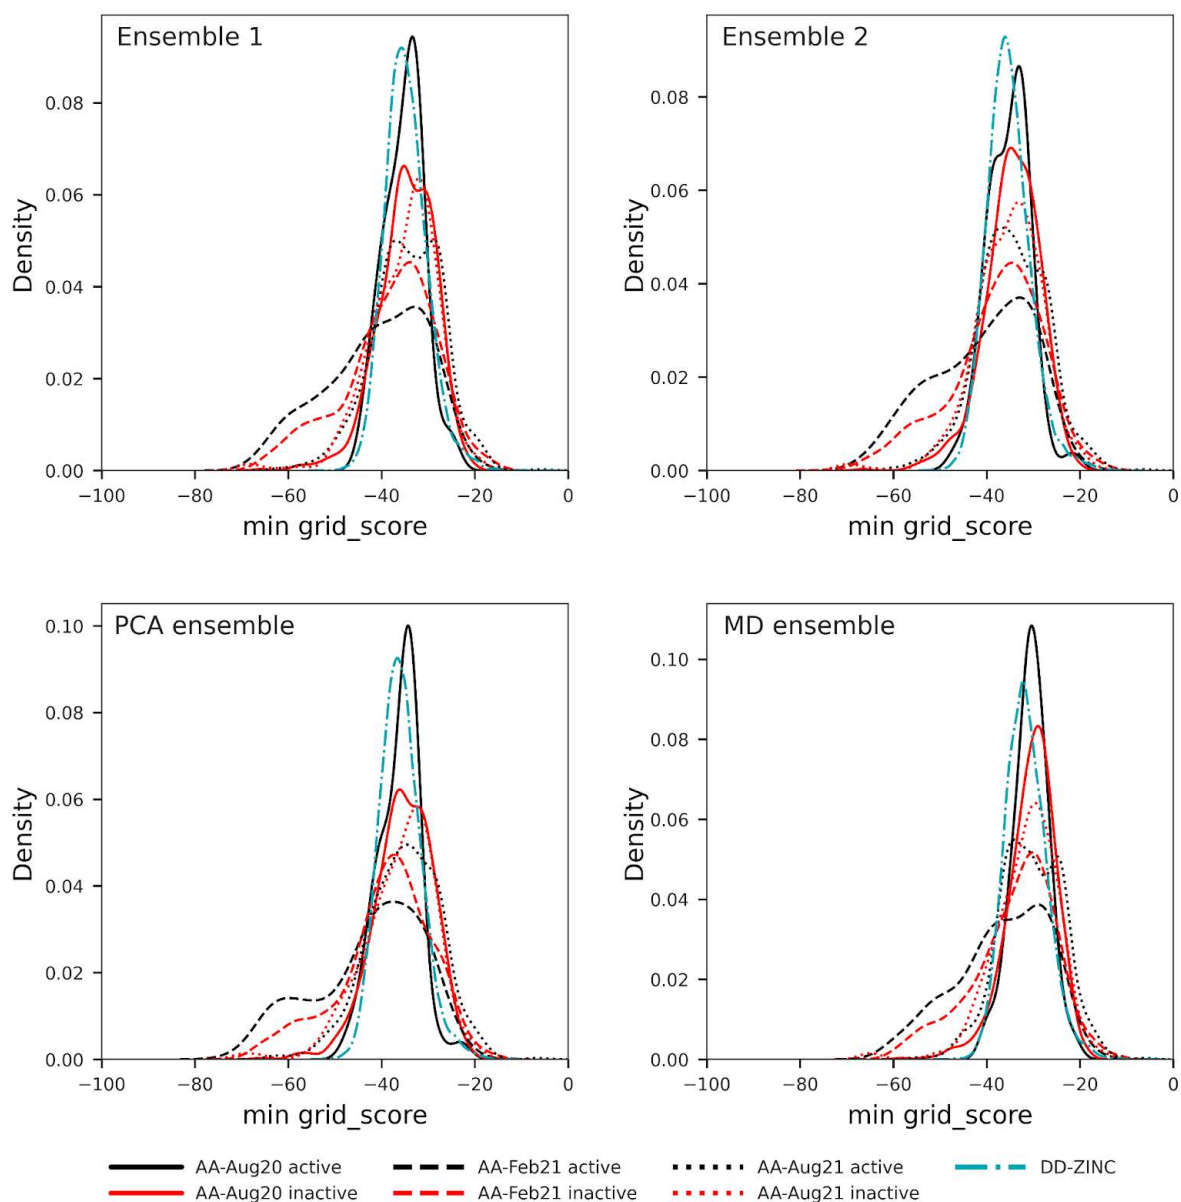 Ensemble 1
Density
0.08
0.06
0.04
0.02
0.00
−100
−80
−60
−40
−20
0
min grid_score
Ensemble 2
Density
0.08
0.06
0.04
0.02
0.00
−100
−80
−60
−40
−20
0
min grid_score
PCA ensemble
Density
0.10
0.08
0.06
0.04
0.02
0.00
−100
−80
−60
−40
−20
0
min grid_score
MD ensemble
Density
0.10
0.08
0.06
0.04
0.02
0.00
−100
−80
−60
−40
−20
0
min grid_score
AA-Aug20 active
AA-Feb21 active
AA-Aug21 active
DD-ZINC
AA-Aug20 inactive
AA-Feb21 inactive
AA-Aug21 inactive